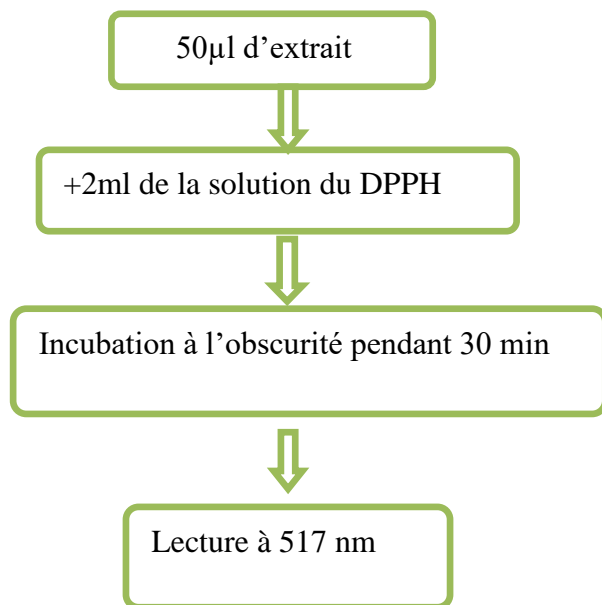 50µl d’extrait
+2ml de la solution du DPPH
Incubation à l’obscurité pendant 30 min
Lecture à 517 nm